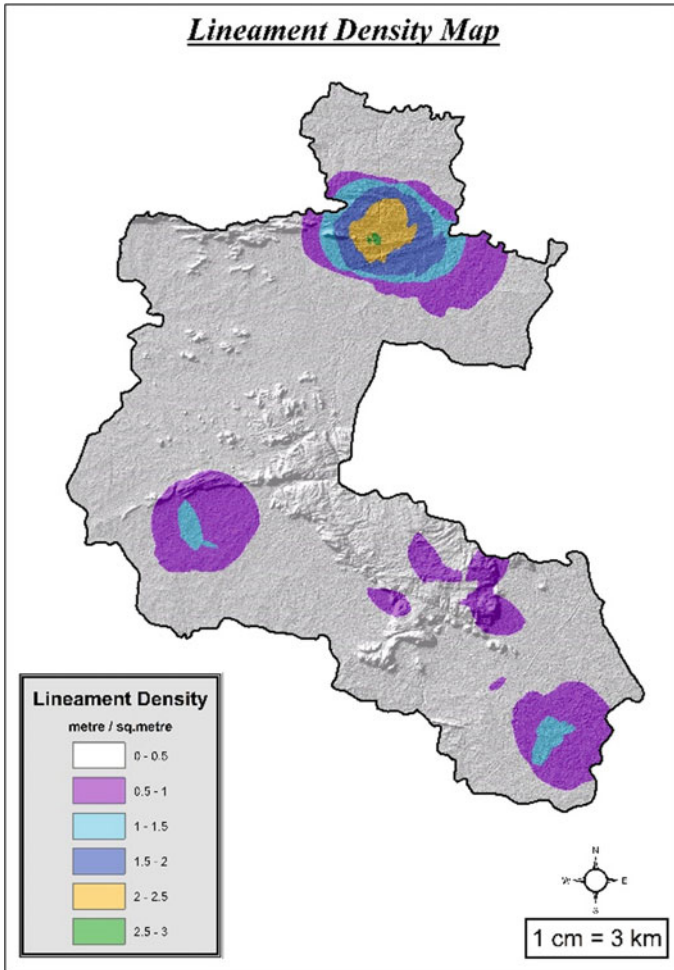 Lineament Density Map
Lineament Density
metre / sq.metre
0 - 0.5
0.5 - 1
1 - 1.5
1.5 - 2
2 - 2.5
2.5 - 3
N
W E
S
1 cm = 3 km